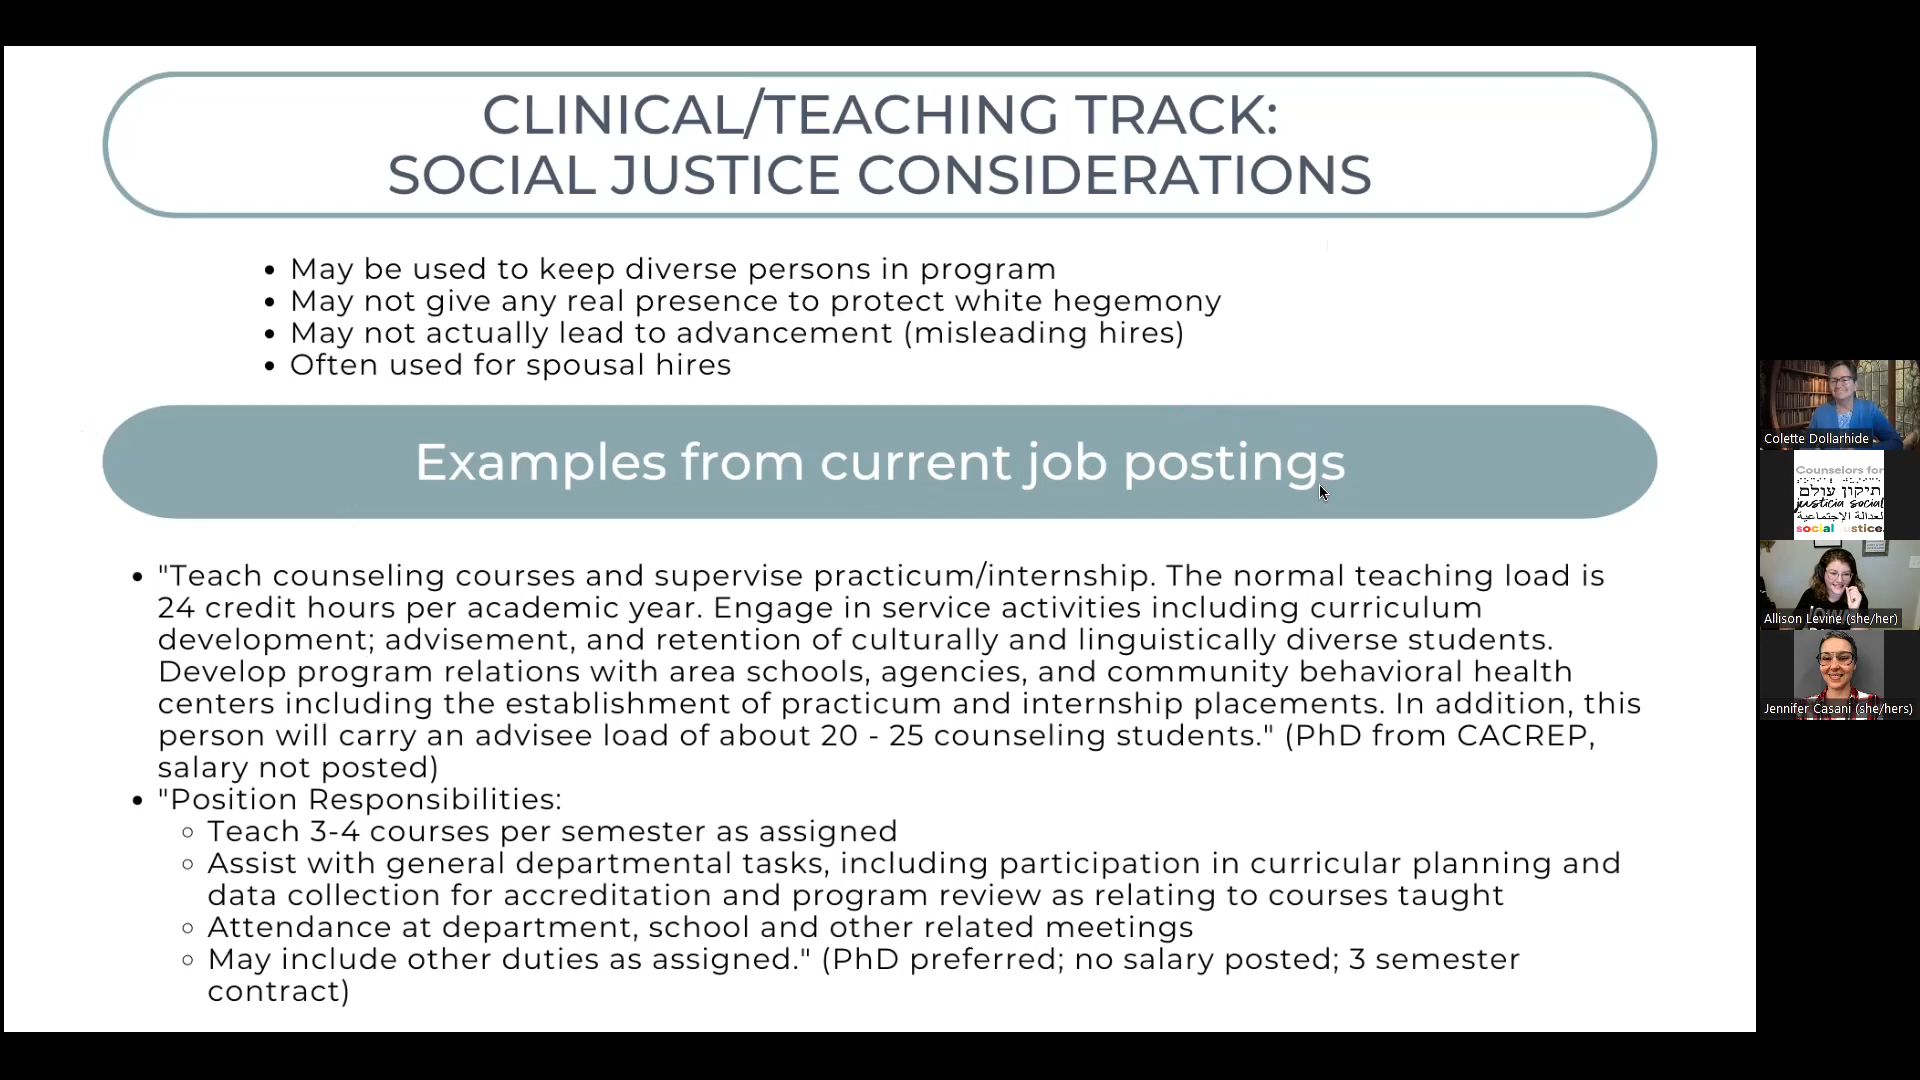 CLINICAL/TEACHING TRACK:
SOCIAL JUSTICE CONSIDERATIONS
• May be used to keep diverse persons in program
• May not give any real presence to protect white hegemony
• May not actually lead to advancement (misleading hires)
• Often used for spousal hires
Examples from current job postings
• "Teach counseling courses and supervise practicum/internship. The normal teaching load is
24 credit hours per academic year. Engage in service activities including curriculum
development; advisement, and retention of culturally and linguistically diverse students.
Develop program relations with area schools, agencies, and community behavioral health
centers including the establishment of practicum and internship placements. In addition, this
person will carry an advisee load of about 20 - 25 counseling students." (PhD from CACREP,
salary not posted)
• "Position Responsibilities:
○ Teach 3-4 courses per semester as assigned
○ Assist with general departmental tasks, including participation in curricular planning and
data collection for accreditation and program review as relating to courses taught
○ Attendance at department, school and other related meetings
○ May include other duties as assigned." (PhD preferred; no salary posted; 3 semester
contract)
Colette Dollarhide
Counselors for
תיקון עולם
justicia social
لعدالة الإجتماعية
social stice.
Allison Levine (she/her)
Jennifer Casani (she/hers)